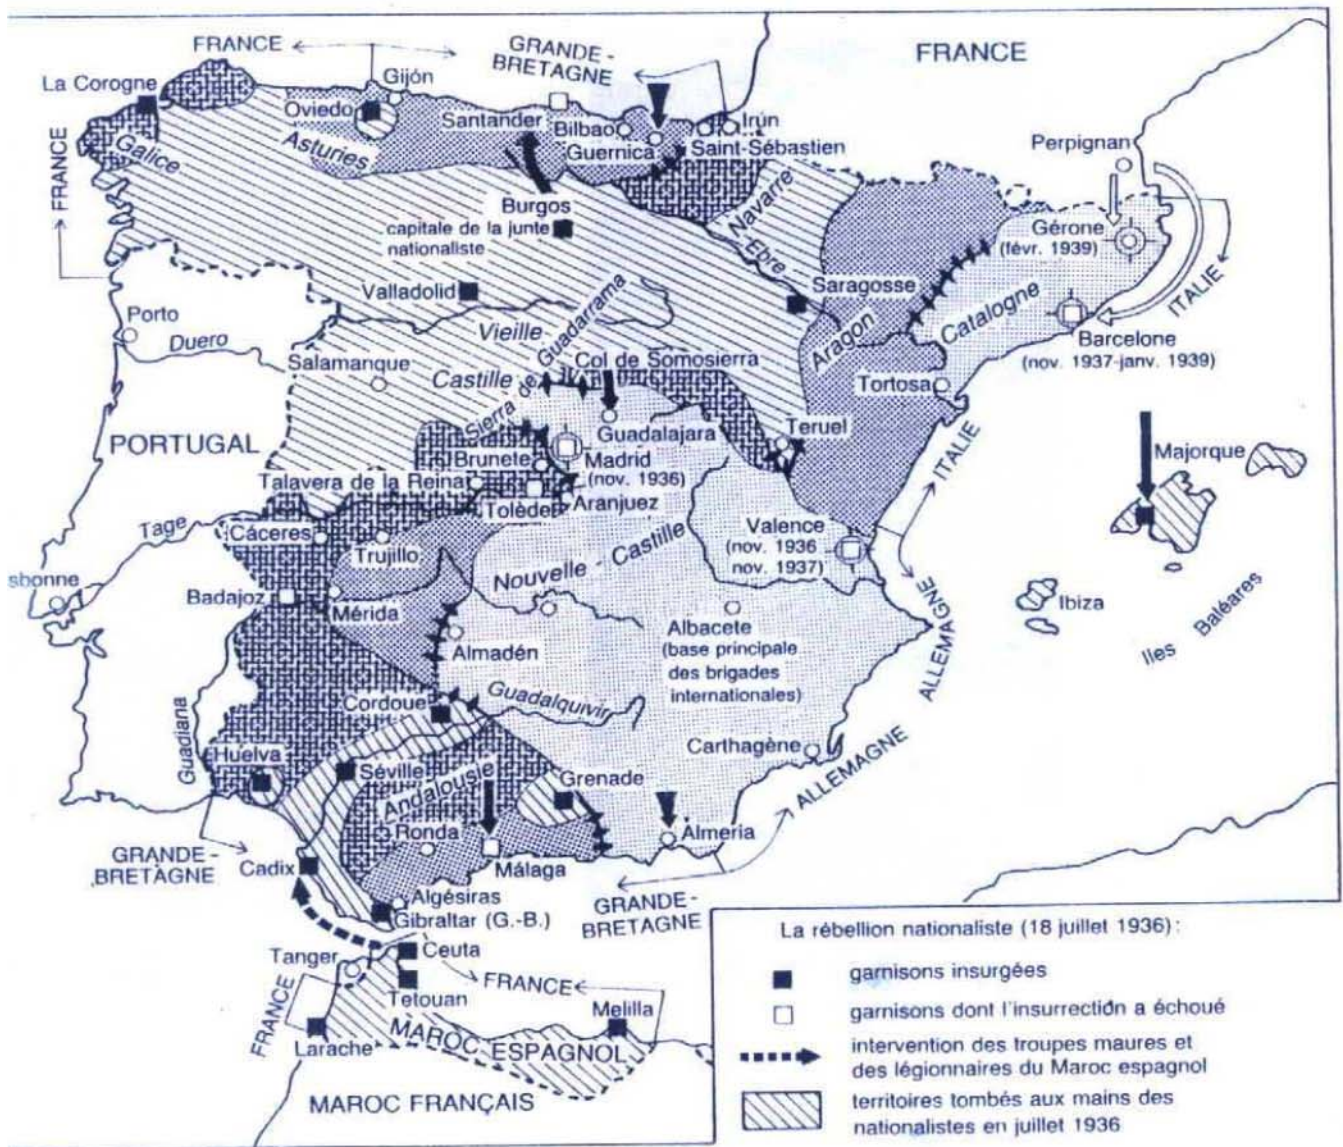 FRANCE
GRANDE-
BRETAGNE
FRANCE
La Corogne
Gijón
Oviedo
Santander
Bilbao
Irún
Guernica
Saint-Sébastien
Perpignan
Galice
Asturies
FRANCE
Navarre
Burgos
capitale de la junte
nationaliste
Ebre
Gérone
(févr. 1939)
Valladolid
Saragosse
ITALIE
Porto
Duero
Vieille
Sierra de Guadarrama
Aragon
Catalogne
Barcelone
(nov. 1937-janv. 1939)
Salamanque
Castille
Col de Somosierra
Tortosa
PORTUGAL
Guadalajara
Teruel
Majorque
Brunete
Madrid
(nov. 1936)
ITALIE
Talavera de la Reina
Tolède
Aranjuez
Tage
Cáceres
Trujillo
Nouvelle - Castille
Valence
(nov. 1936
nov. 1937)
sbonne
Badajoz
Mérida
Albacete
(base principale
des brigades
internationales)
ALLEMAGNE
Ibiza
Iles Baléares
Almadén
Guadiana
Cordoue
Guadalquivir
Carthagène
ALLEMAGNE
Huelva
Séville
Andalousie
Grenade
Ronda
Almeria
GRANDE-
BRETAGNE
Cadix
Málaga
Algésiras
Gibraltar (G.-B.)
GRANDE-
BRETAGNE
Tanger
Ceuta
FRANCE
FRANCE
Tetouan
Melilla
Larache
MAROC ESPAGNOL
MAROC FRANÇAIS
La rébellion nationaliste (18 juillet 1936) :
garnisons insurgées
garnisons dont l'insurrection a échoué
intervention des troupes maures et
des légionnaires du Maroc espagnol
territoires tombés aux mains des
nationalistes en juillet 1936